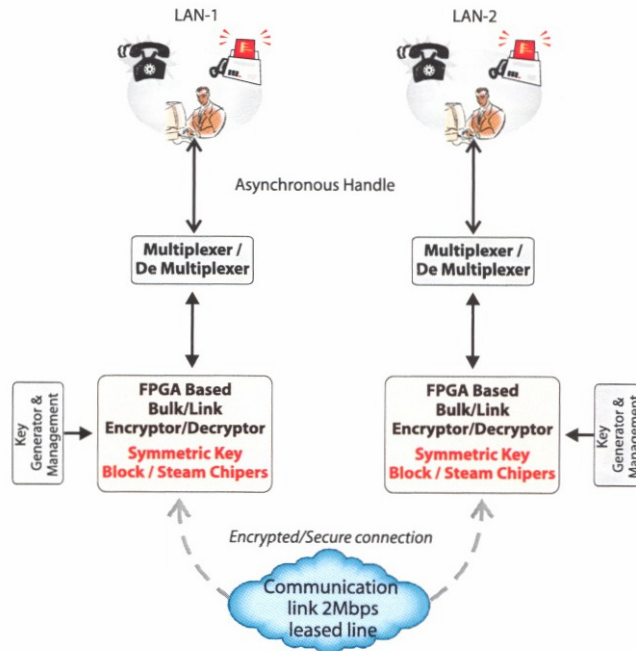 LAN-1
LAN-2
Asynchronous Handle
Multiplexer /
De Multiplexer
Multiplexer /
De Multiplexer
Key
Generator &
Management
FPGA Based
Bulk/Link
Encryptor/Decryptor
Symmetric Key
Block / Steam Chipers
FPGA Based
Bulk/Link
Encryptor/Decryptor
Symmetric Key
Block / Steam Chipers
Key
Generator &
Management
Encrypted/Secure connection
Communication
link 2Mbps
leased line